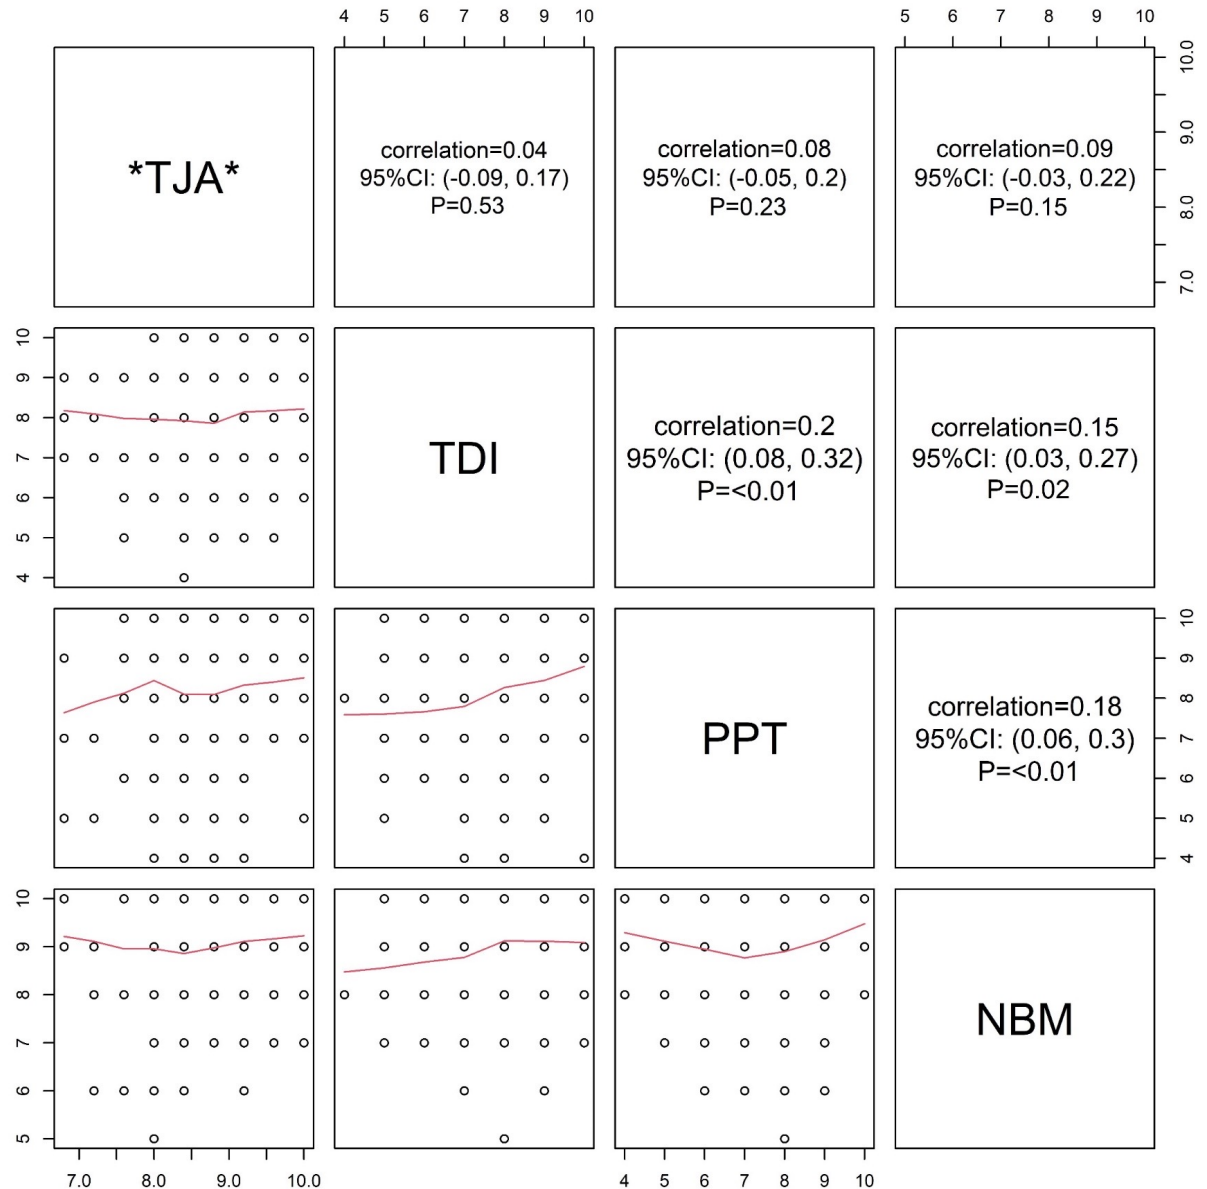 4 5 6 7 8 9 10
5 6 7 8 9 10
*TJA*
correlation=0.04
95%CI: (-0.09, 0.17)
P=0.53
correlation=0.08
95%CI: (-0.05, 0.2)
P=0.23
correlation=0.09
95%CI: (-0.03, 0.22)
P=0.15
10.0
9.0
8.0
7.0
10
9
8
7
6
5
4
TDI
correlation=0.2
95%CI: (0.08, 0.32)
P=<0.01
correlation=0.15
95%CI: (0.03, 0.27)
P=0.02
PPT
correlation=0.18
95%CI: (0.06, 0.3)
P=<0.01
10
9
8
7
6
5
4
10
9
8
7
6
5
NBM
7.0 8.0 9.0 10.0
4 5 6 7 8 9 10